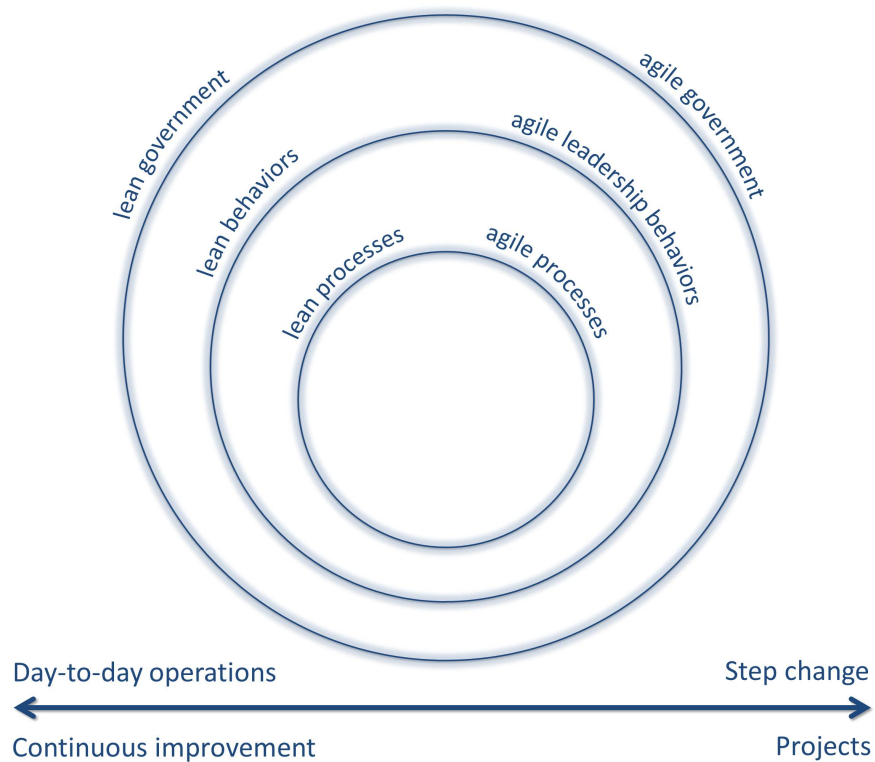 lean government
agile government
lean behaviors
agile leadership behaviors
lean processes
agile processes
Day-to-day operations
Step change
Continuous improvement
Projects